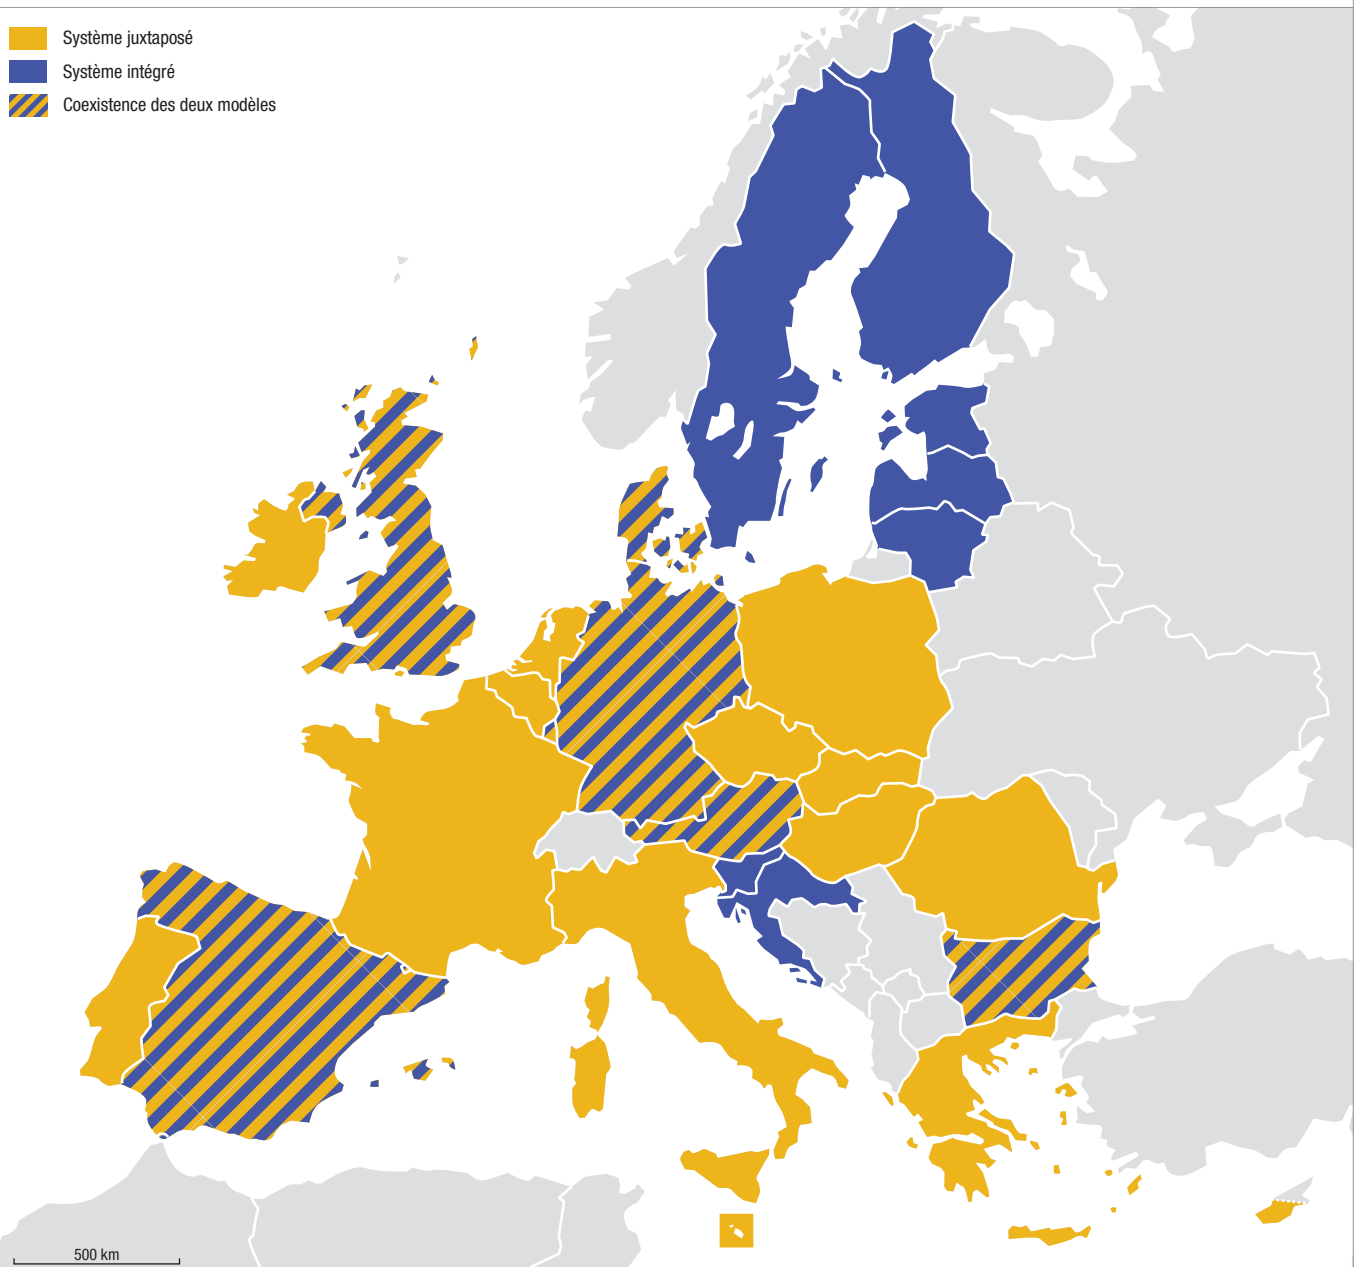 Système juxtaposé
Système intégré
Coexistence des deux modèles
500 km